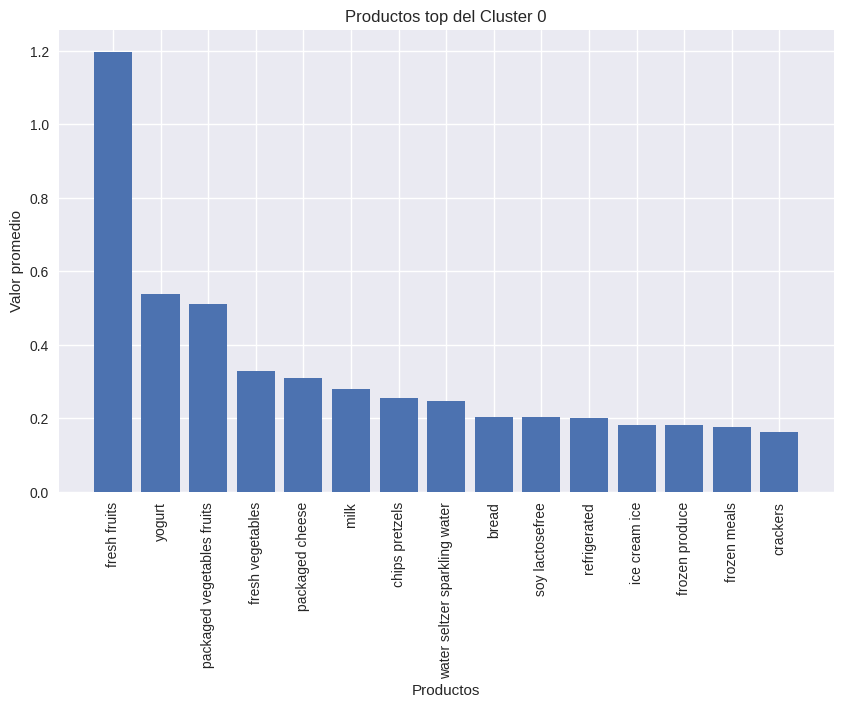 Productos top del Cluster 0
Valor promedio
1.2
1.0
0.8
0.6
0.4
0.2
0.0
fresh fruits
yogurt
packaged vegetables fruits
fresh vegetables
packaged cheese
milk
chips pretzels
water seltzer sparkling water
bread
soy lactosefree
refrigerated
ice cream ice
frozen produce
frozen meals
crackers
Productos